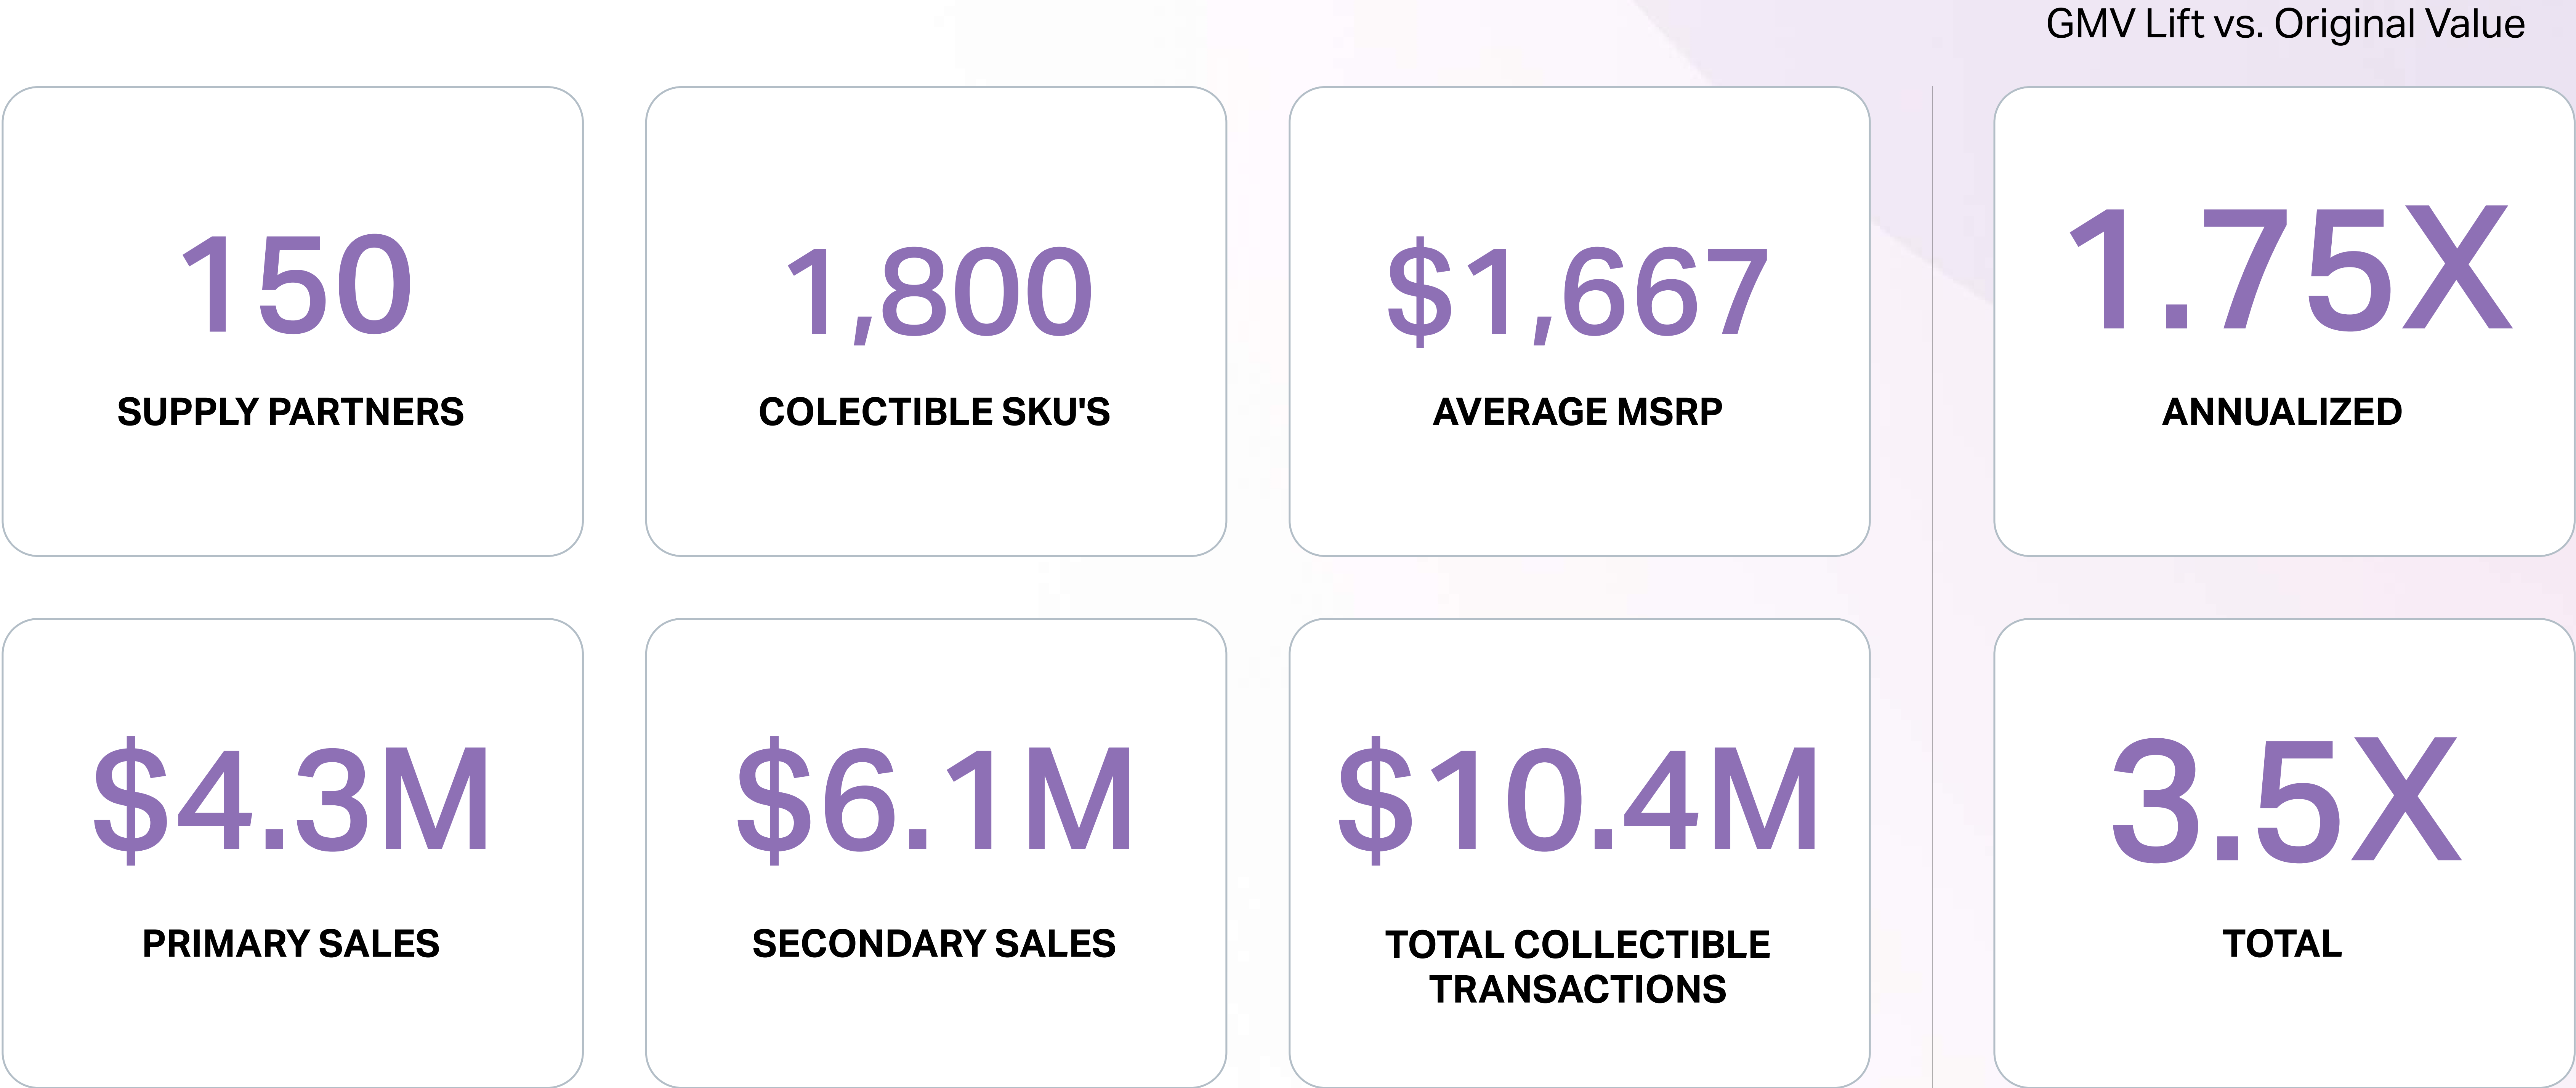 GMV Lift vs. Original Value
150
SUPPLY PARTNERS
1,800
COLECTIBLE SKU'S
$1,667
AVERAGE MSRP
1.75X
ANNUALIZED
$4.3M
PRIMARY SALES
$6.1M
SECONDARY SALES
$10.4M
TOTAL COLLECTIBLE
TRANSACTIONS
3.5X
TOTAL